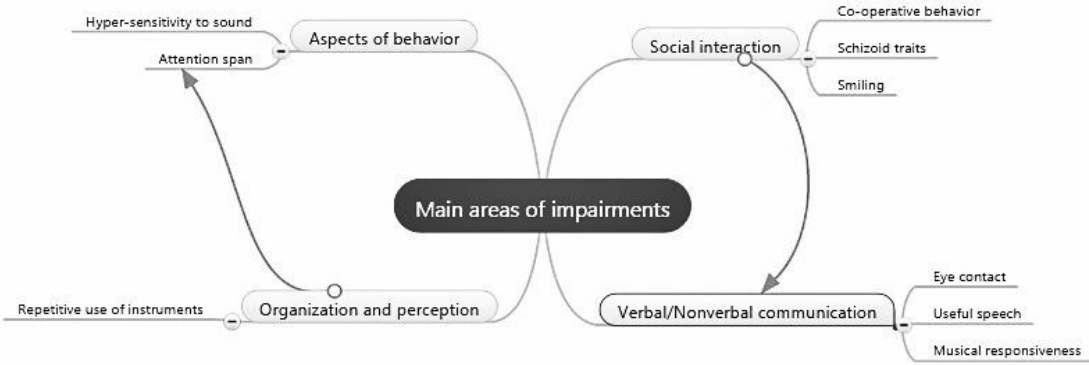 Hyper-sensitivity to sound
Attention span
Aspects of behavior
Social interaction
Co-operative behavior
Schizoid traits
Smiling
Main areas of impairments
Repetitive use of instruments
Organization and perception
Verbal/Nonverbal communication
Eye contact
Useful speech
Musical responsiveness